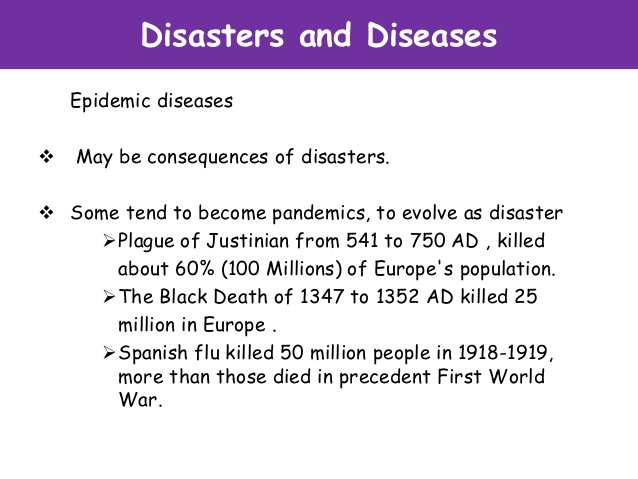 Disasters and Diseases
Epidemic diseases
❖ May be consequences of disasters.
❖ Some tend to become pandemics, to evolve as disaster
➢Plague of Justinian from 541 to 750 AD , killed
about 60% (100 Millions) of Europe's population.
➢The Black Death of 1347 to 1352 AD killed 25
million in Europe .
➢Spanish flu killed 50 million people in 1918-1919,
more than those died in precedent First World
War.